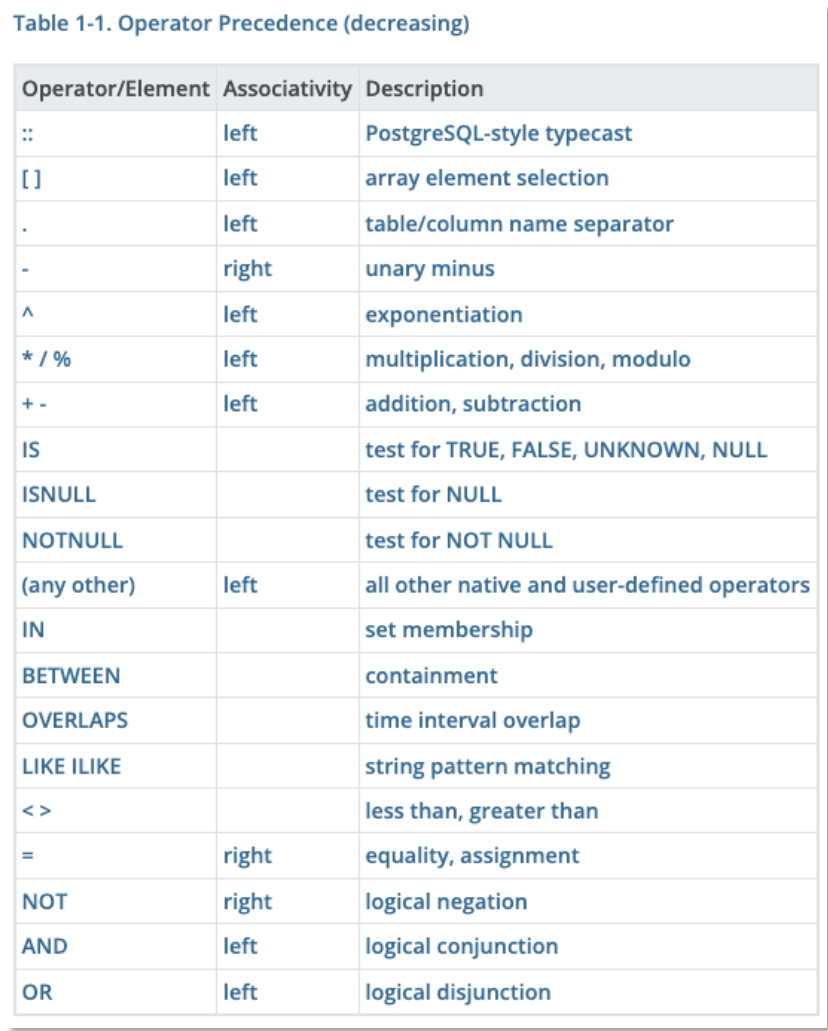 Table 1-1. Operator Precedence (decreasing)
Operator/Element Associativity Description
:: left PostgreSQL-style typecast
[ ] left array element selection
. left table/column name separator
- right unary minus
^ left exponentiation
* / % left multiplication, division, modulo
+ - left addition, subtraction
IS test for TRUE, FALSE, UNKNOWN, NULL
ISNULL test for NULL
NOTNULL test for NOT NULL
(any other) left all other native and user-defined operators
IN set membership
BETWEEN containment
OVERLAPS time interval overlap
LIKE ILIKE string pattern matching
< > less than, greater than
= right equality, assignment
NOT right logical negation
AND left logical conjunction
OR left logical disjunction